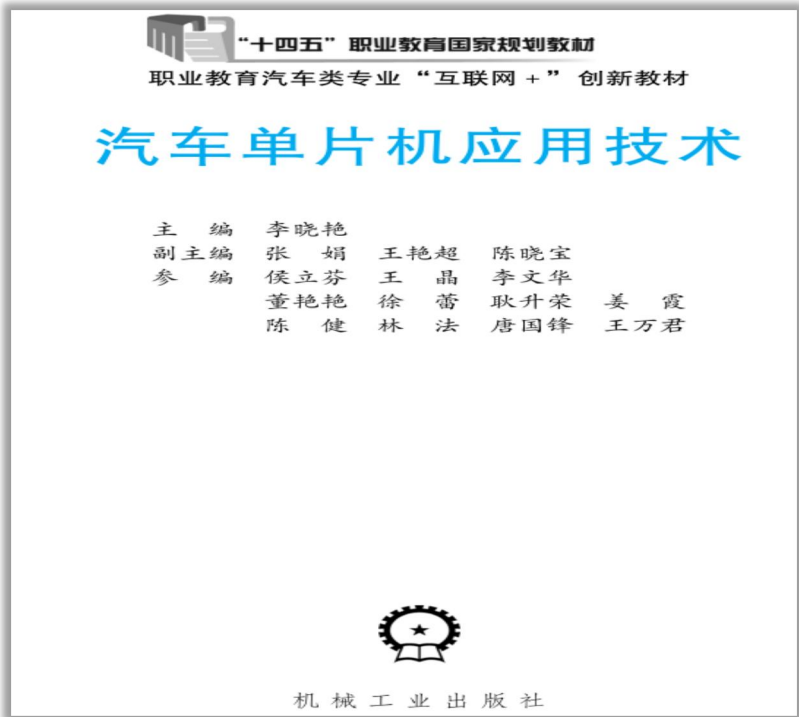 “十四五”职业教育国家规划教材
职业教育汽车类专业“互联网+”创新教材
汽车单片机应用技术
主 编 李晓艳
副主编 张 娟 王艳超 陈晓宝
参 编 侯立芬 王 晶 李文华
董艳艳 徐 蕾 耿升荣 姜 霞
陈 健 林 法 唐国锋 王万君
机械工业出版社